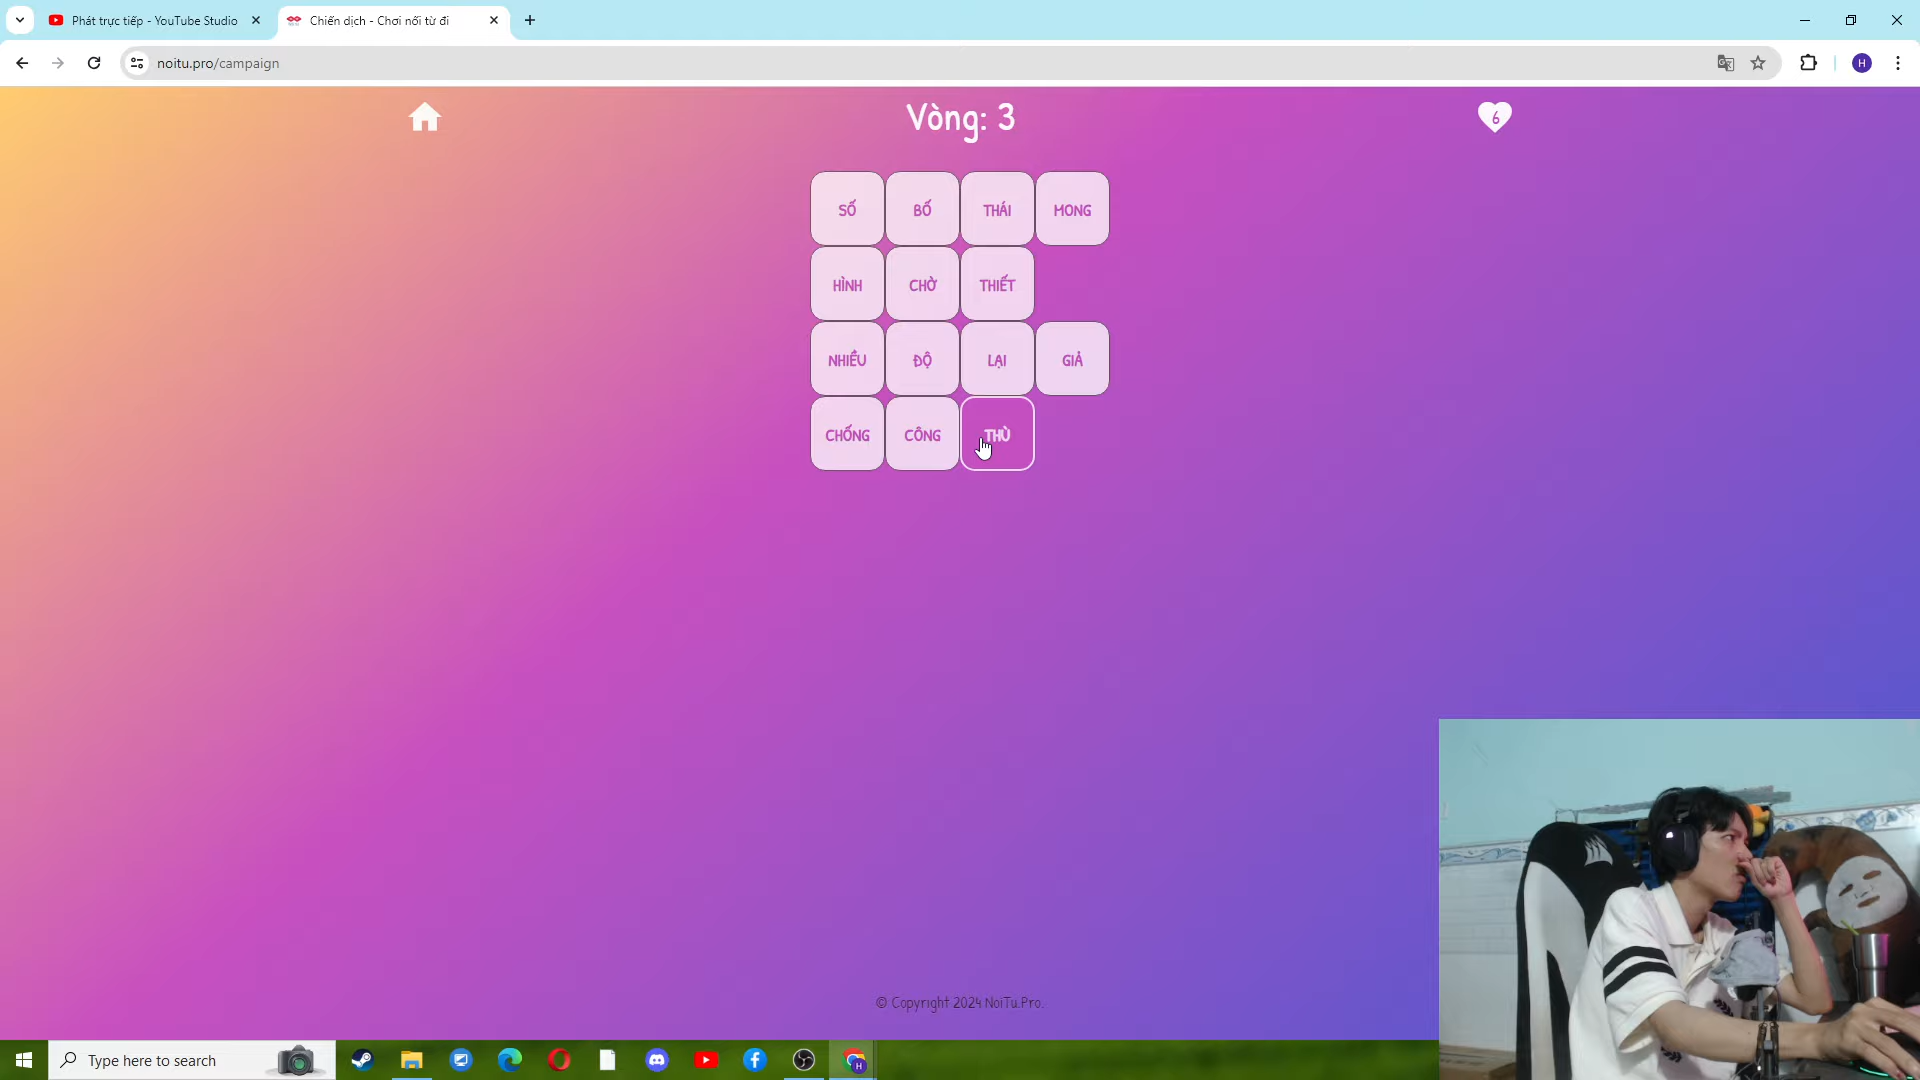 Phát trực tiếp - YouTube Studio
Chiến dịch - Chơi nối từ đi
noitu.pro/campaign
H
Vòng: 3
6
SỐ BỐ THÁI MONG
HÌNH CHỜ THIẾT
NHIỀU ĐỘ LẠI GIẢ
CHỐNG CÔNG THÙ
© Copyright 2024 NoiTu.Pro.
Type here to search
H